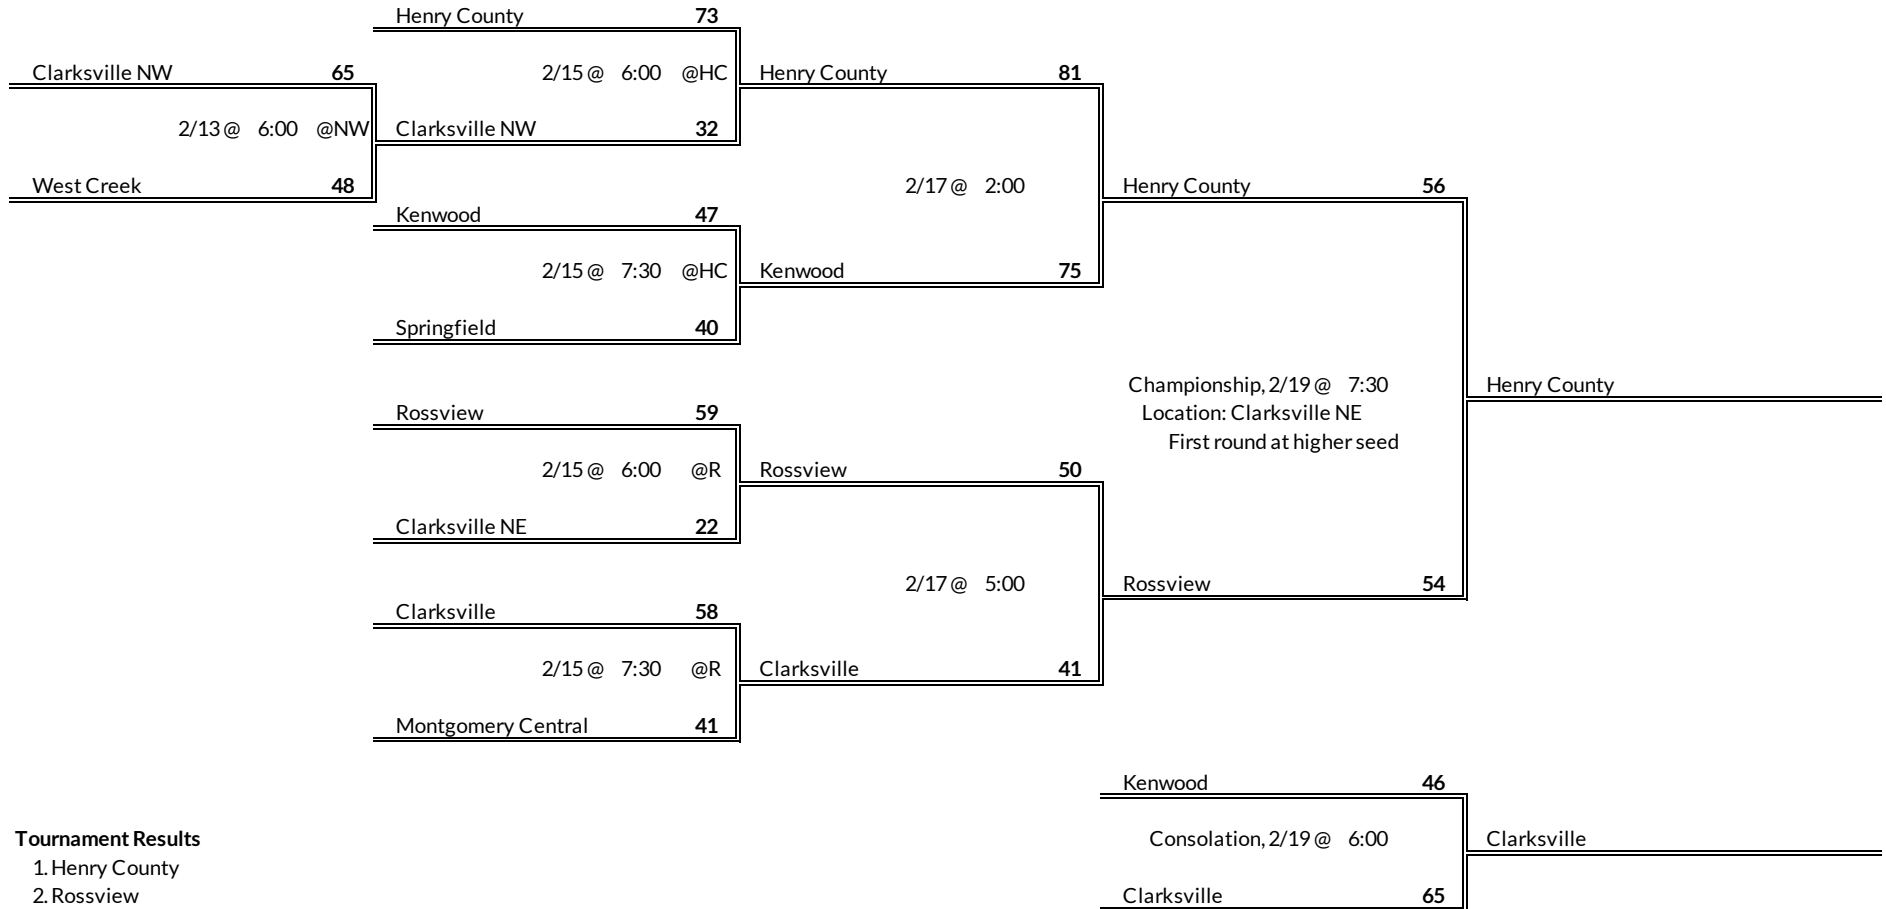 Henry County 73
Clarksville NW 65 2/15 @ 6:00 @HC Henry County 81
2/13 @ 6:00 @NW Clarksville NW 32
West Creek 48 2/17 @ 2:00 Henry County 56
Kenwood 47
2/15 @ 7:30 @HC Kenwood 75
Springfield 40
Championship, 2/19 @ 7:30 Henry County
Rossview 59 Location: Clarksville NE
First round at higher seed
2/15 @ 6:00 @R Rossview 50
Clarksville NE 22
2/17 @ 5:00 Rossview 54
Clarksville 58
2/15 @ 7:30 @R Clarksville 41
Montgomery Central 41
Kenwood 46
Tournament Results Consolation, 2/19 @ 6:00 Clarksville
1. Henry County
2. Rossview Clarksville 65